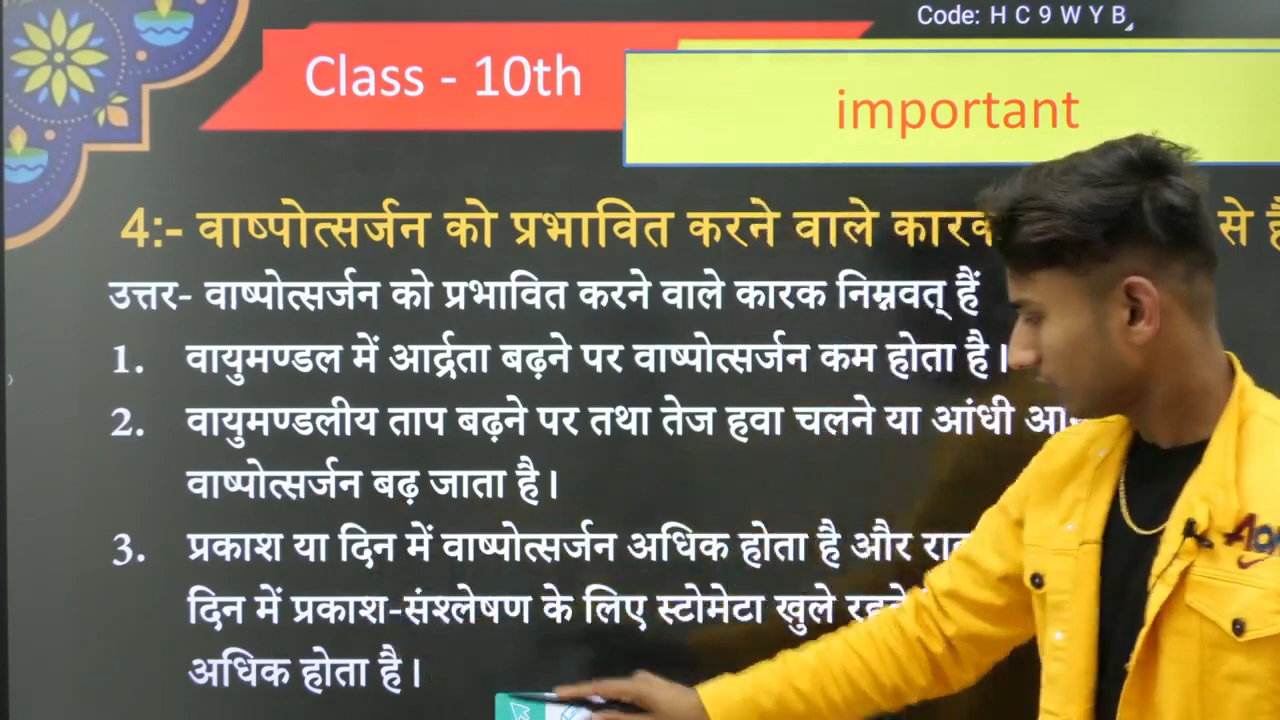 Code: H C 9 W Y B
Class - 10th
important
4:- वाष्पोत्सर्जन को प्रभावित करने वाले कारक से
उत्तर- वाष्पोत्सर्जन को प्रभावित करने वाले कारक निम्नवत् हैं
1. वायुमण्डल में आर्द्रता बढ़ने पर वाष्पोत्सर्जन कम होता है।
2. वायुमण्डलीय ताप बढ़ने पर तथा तेज हवा चलने या आंधी
वाष्पोत्सर्जन बढ़ जाता है।
3. प्रकाश या दिन में वाष्पोत्सर्जन अधिक होता है और
दिन में प्रकाश-संश्लेषण के लिए स्टोमेटा खुले
अधिक होता है।